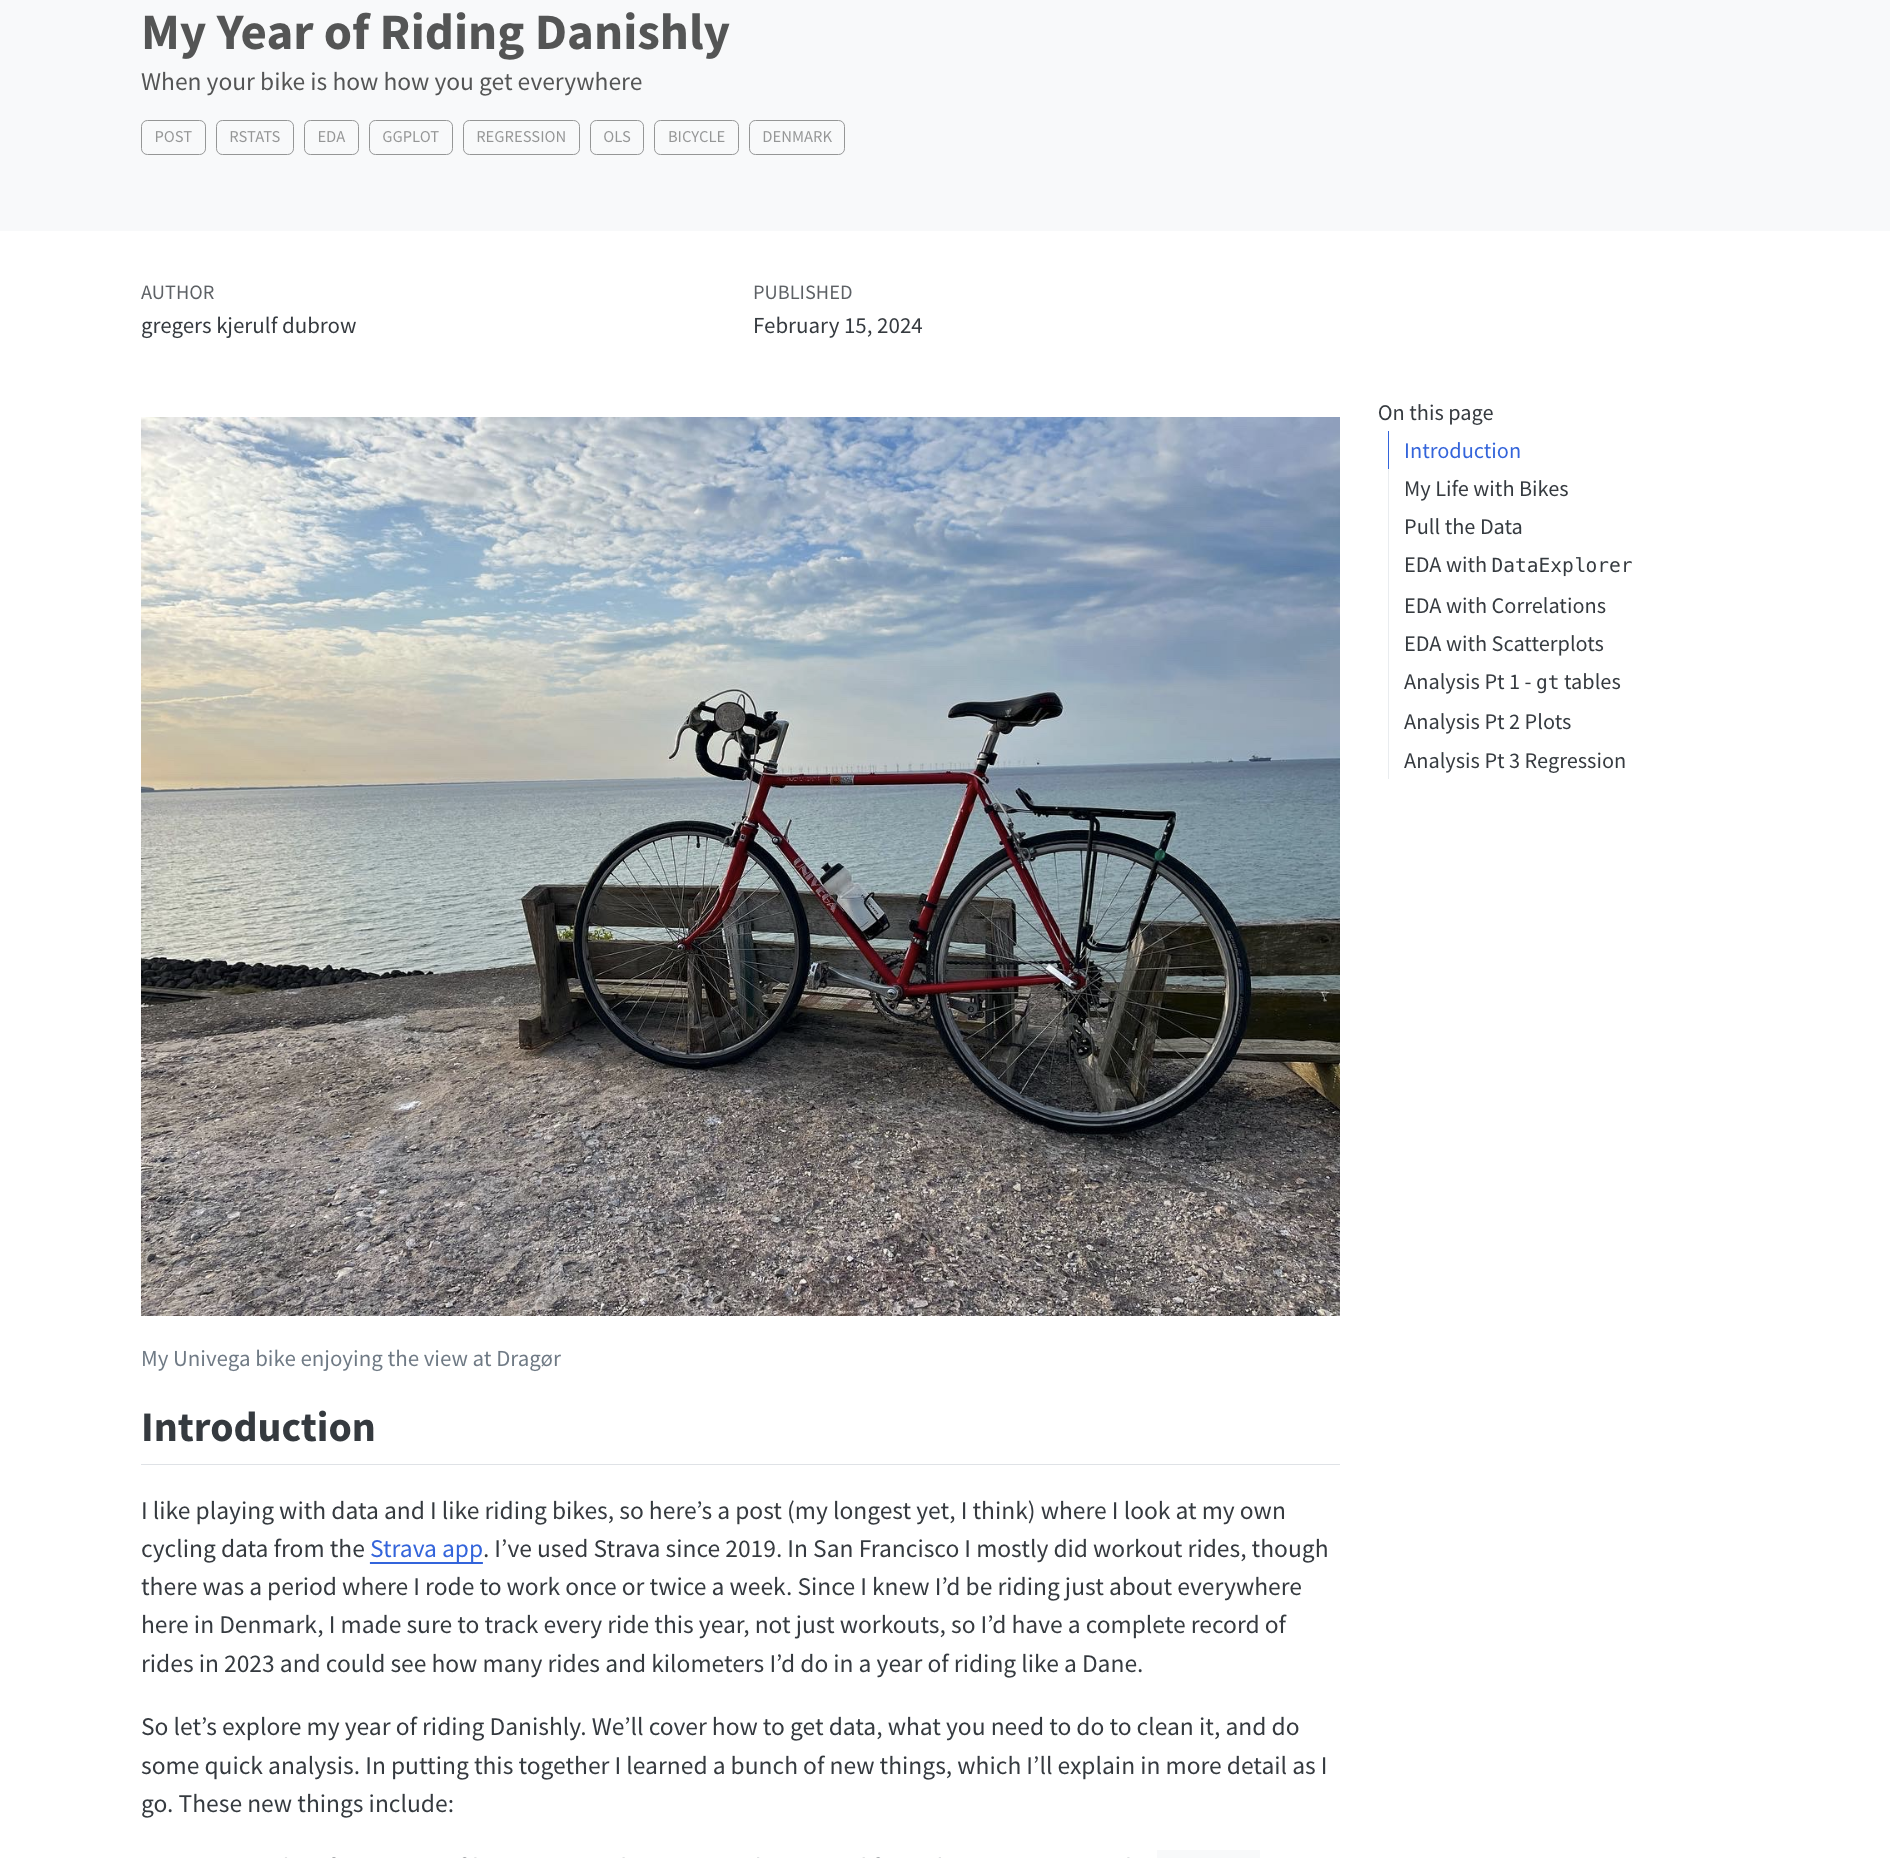 My Year of Riding Danishly
When your bike is how how you get everywhere
POST RSTATS EDA GGPLOT REGRESSION OLS BICYCLE DENMARK
AUTHOR
gregers kjerulf dubrow
PUBLISHED
February 15, 2024
On this page
Introduction
My Life with Bikes
Pull the Data
EDA with DataExplorer
EDA with Correlations
EDA with Scatterplots
Analysis Pt 1 - gt tables
Analysis Pt 2 Plots
Analysis Pt 3 Regression
UNIVEGA
My Univega bike enjoying the view at Dragør
Introduction
I like playing with data and I like riding bikes, so here’s a post (my longest yet, I think) where I look at my own
cycling data from the Strava app. I’ve used Strava since 2019. In San Francisco I mostly did workout rides, though
there was a period where I rode to work once or twice a week. Since I knew I’d be riding just about everywhere
here in Denmark, I made sure to track every ride this year, not just workouts, so I’d have a complete record of
rides in 2023 and could see how many rides and kilometers I’d do in a year of riding like a Dane.
So let’s explore my year of riding Danishly. We’ll cover how to get data, what you need to do to clean it, and do
some quick analysis. In putting this together I learned a bunch of new things, which I’ll explain in more detail as I
go. These new things include: